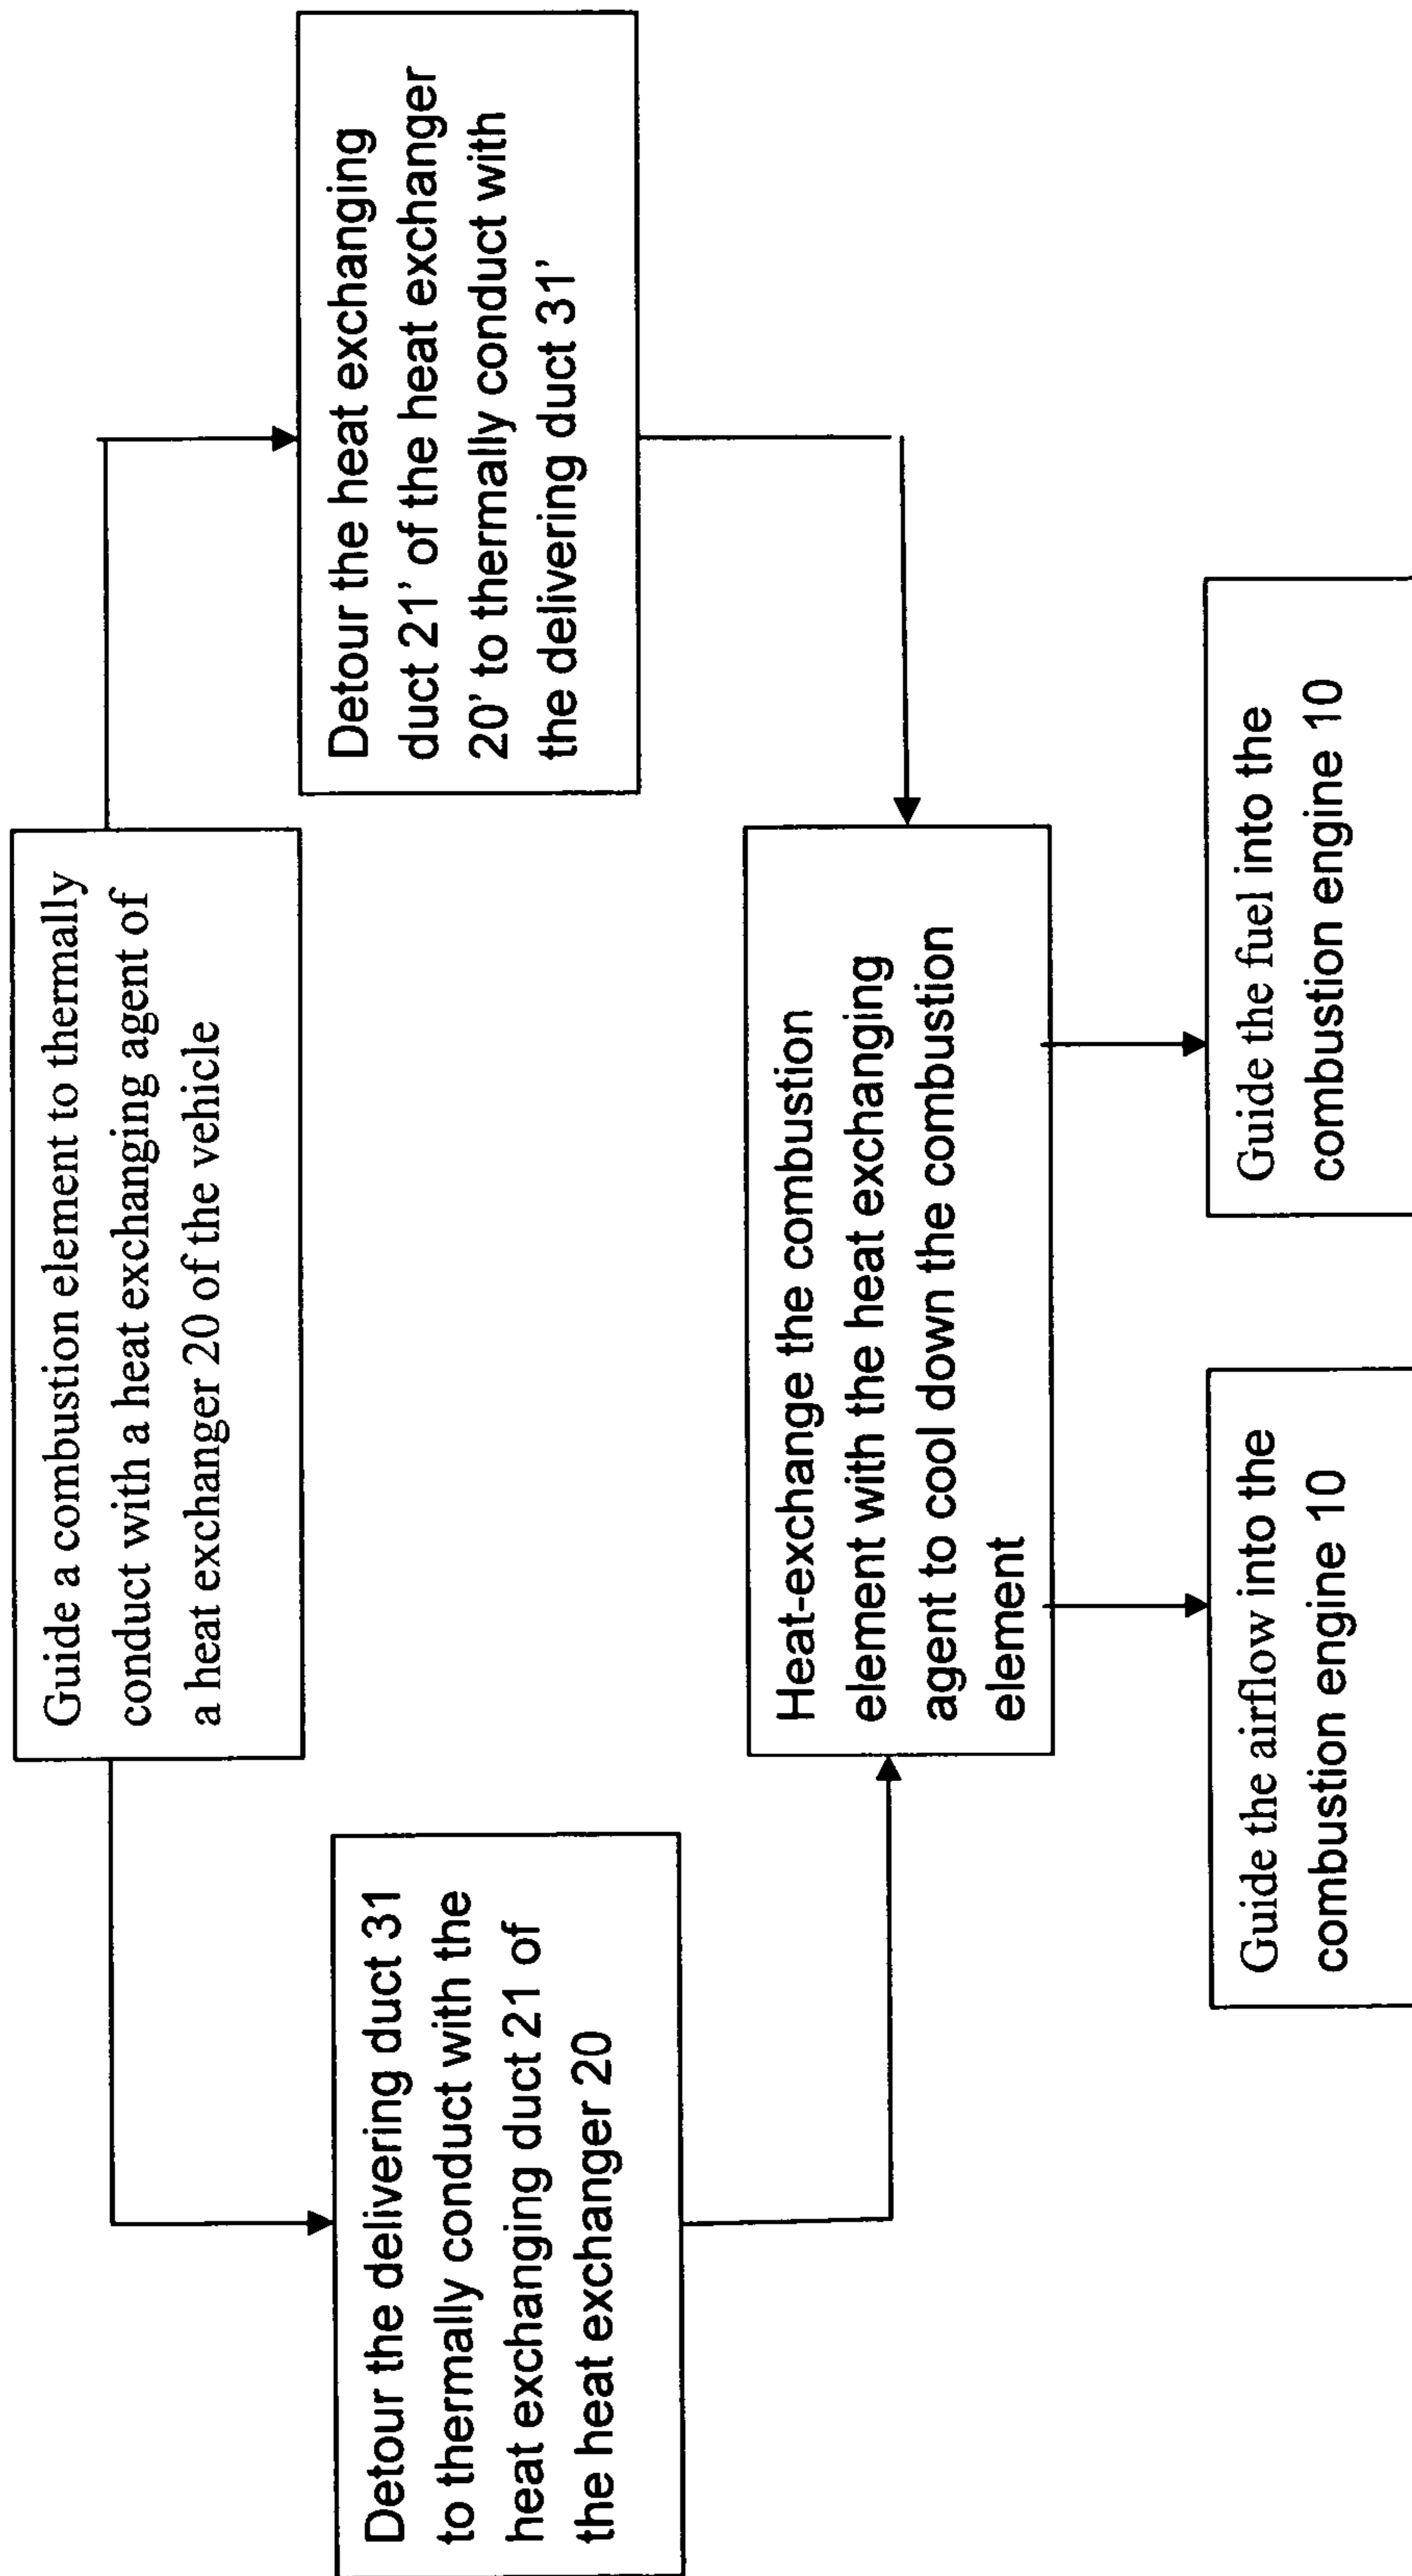 Guide a combustion element to thermally
conduct with a heat exchanging agent of
a heat exchanger 20 of the vehicle
Detour the delivering duct 31
to thermally conduct with the
heat exchanging duct 21 of
the heat exchanger 20
Detour the heat exchanging
duct 21' of the heat exchanger
20' to thermally conduct with
the delivering duct 31'
Heat-exchange the combustion
element with the heat exchanging
agent to cool down the combustion
element
Guide the airflow into the
combustion engine 10
Guide the fuel into the
combustion engine 10